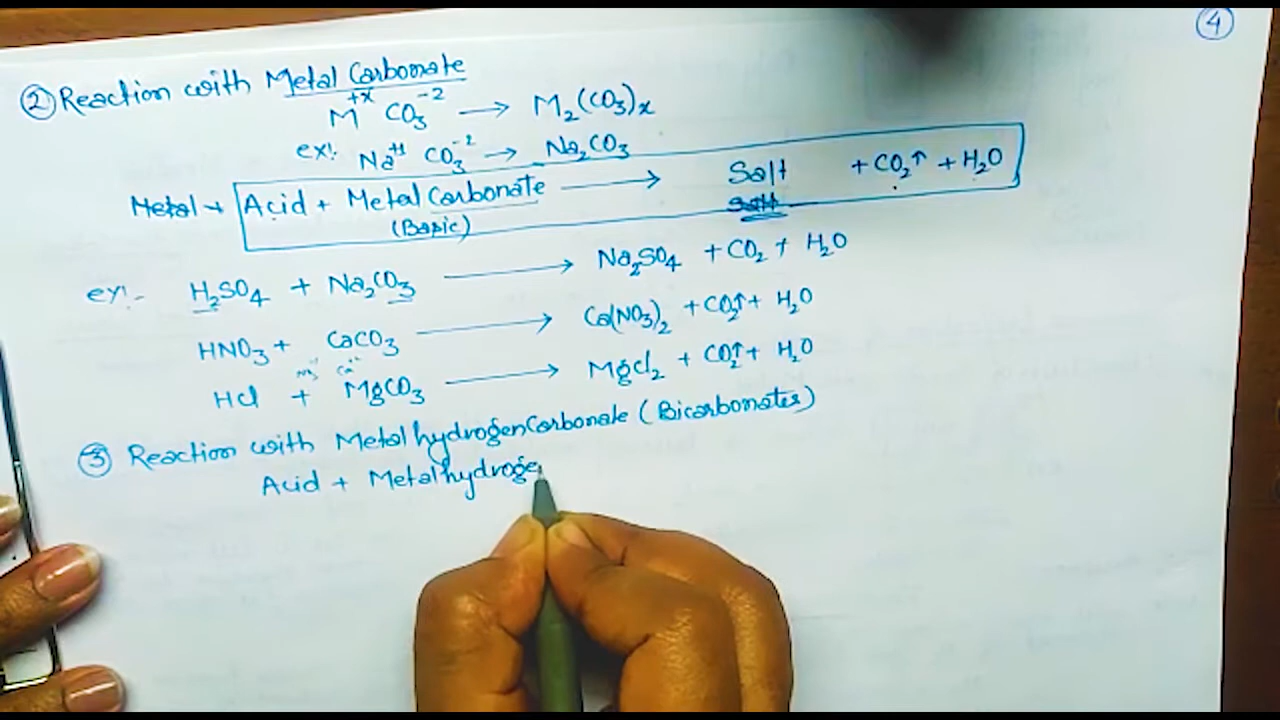 ④
② Reaction with Metal Carbonate
M⁺ˣ CO₃⁻² → M₂(CO₃)ₓ
ex:- Na⁺¹ CO₃⁻² → Na₂CO₃
Metal + Acid + Metal Carbonate → Salt + CO₂↑ + H₂O
(Basic)
ex:- H₂SO₄ + Na₂CO₃ → Na₂SO₄ + CO₂ + H₂O
HNO₃ + CaCO₃ → Ca(NO₃)₂ + CO₂↑ + H₂O
HCl + MgCO₃ → MgCl₂ + CO₂↑ + H₂O
③ Reaction with Metal hydrogen Carbonate (Bicarbonates)
Acid + Metal hydroge